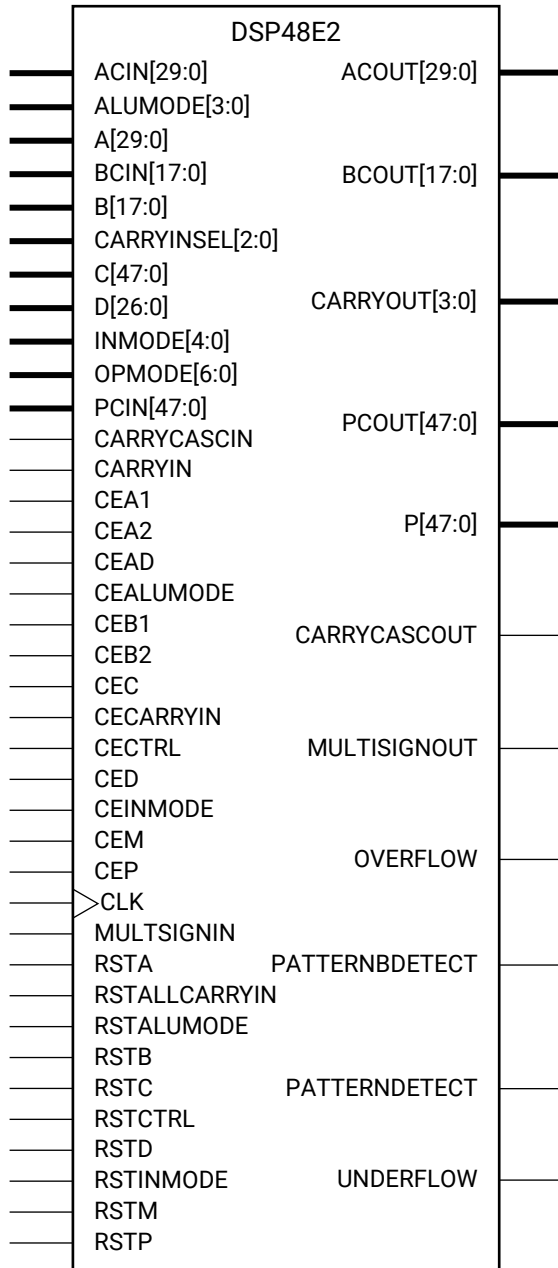 DSP48E2
ACIN[29:0]
ALUMODE[3:0]
A[29:0]
BCIN[17:0]
B[17:0]
CARRYINSEL[2:0]
C[47:0]
D[26:0]
INMODE[4:0]
OPMODE[6:0]
PCIN[47:0]
CARRYCASCIN
CARRYIN
CEA1
CEA2
CEAD
CEALUMODE
CEB1
CEB2
CEC
CECARRYIN
CECTRL
CED
CEINMODE
CEM
CEP
CLK
MULTSIGNIN
RSTA
RSTALLCARRYIN
RSTALUMODE
RSTB
RSTC
RSTCTRL
RSTD
RSTINMODE
RSTM
RSTP
ACOUT[29:0]
BCOUT[17:0]
CARRYOUT[3:0]
PCOUT[47:0]
P[47:0]
CARRYCASCOUT
MULTISIGNOUT
OVERFLOW
PATTERNBDETECT
PATTERNDETECT
UNDERFLOW